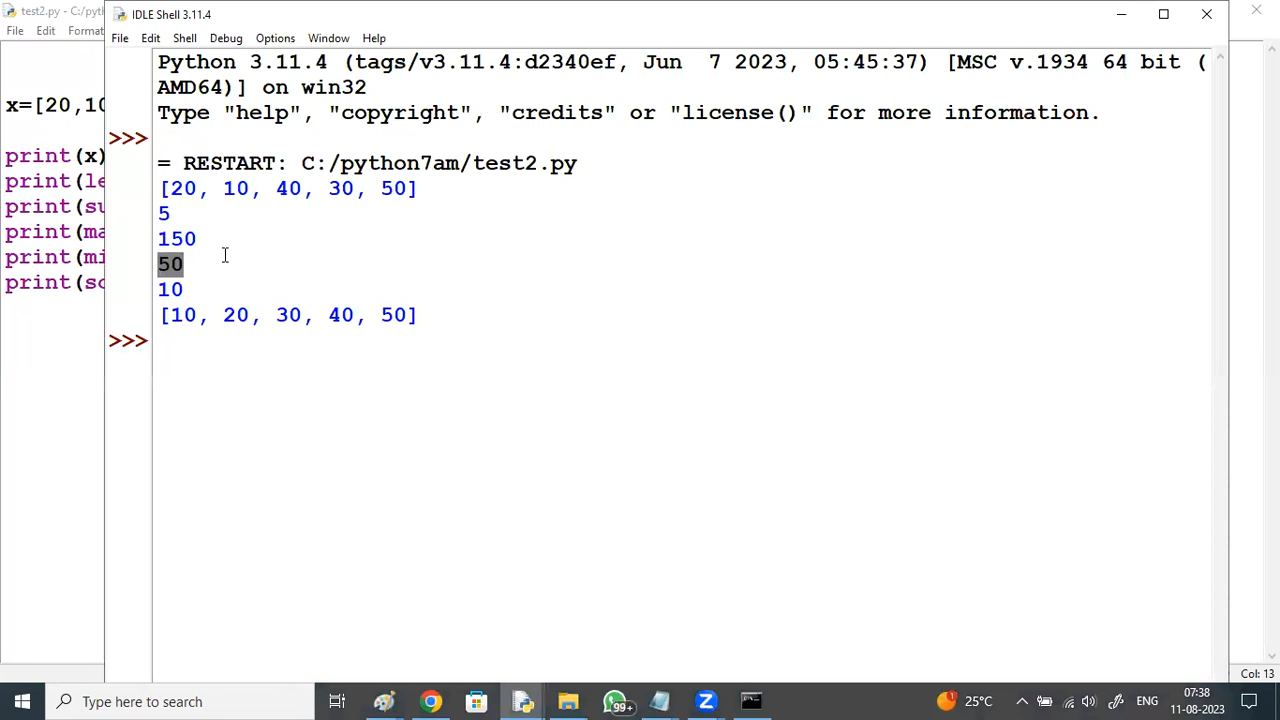 test2.py - C:/pyth
IDLE Shell 3.11.4
File Edit Format
File Edit Shell Debug Options Window Help
x=[20,10
print(x)
print(le
print(su
print(ma
print(mi
print(so
Python 3.11.4 (tags/v3.11.4:d2340ef, Jun  7 2023, 05:45:37) [MSC v.1934 64 bit (
AMD64)] on win32
Type "help", "copyright", "credits" or "license()" for more information.
>>>
= RESTART: C:/python7am/test2.py
[20, 10, 40, 30, 50]
5
150
50
10
[10, 20, 30, 40, 50]
>>>
Col: 13
Type here to search
99+
1
25°C
ENG
07:38
11-08-2023